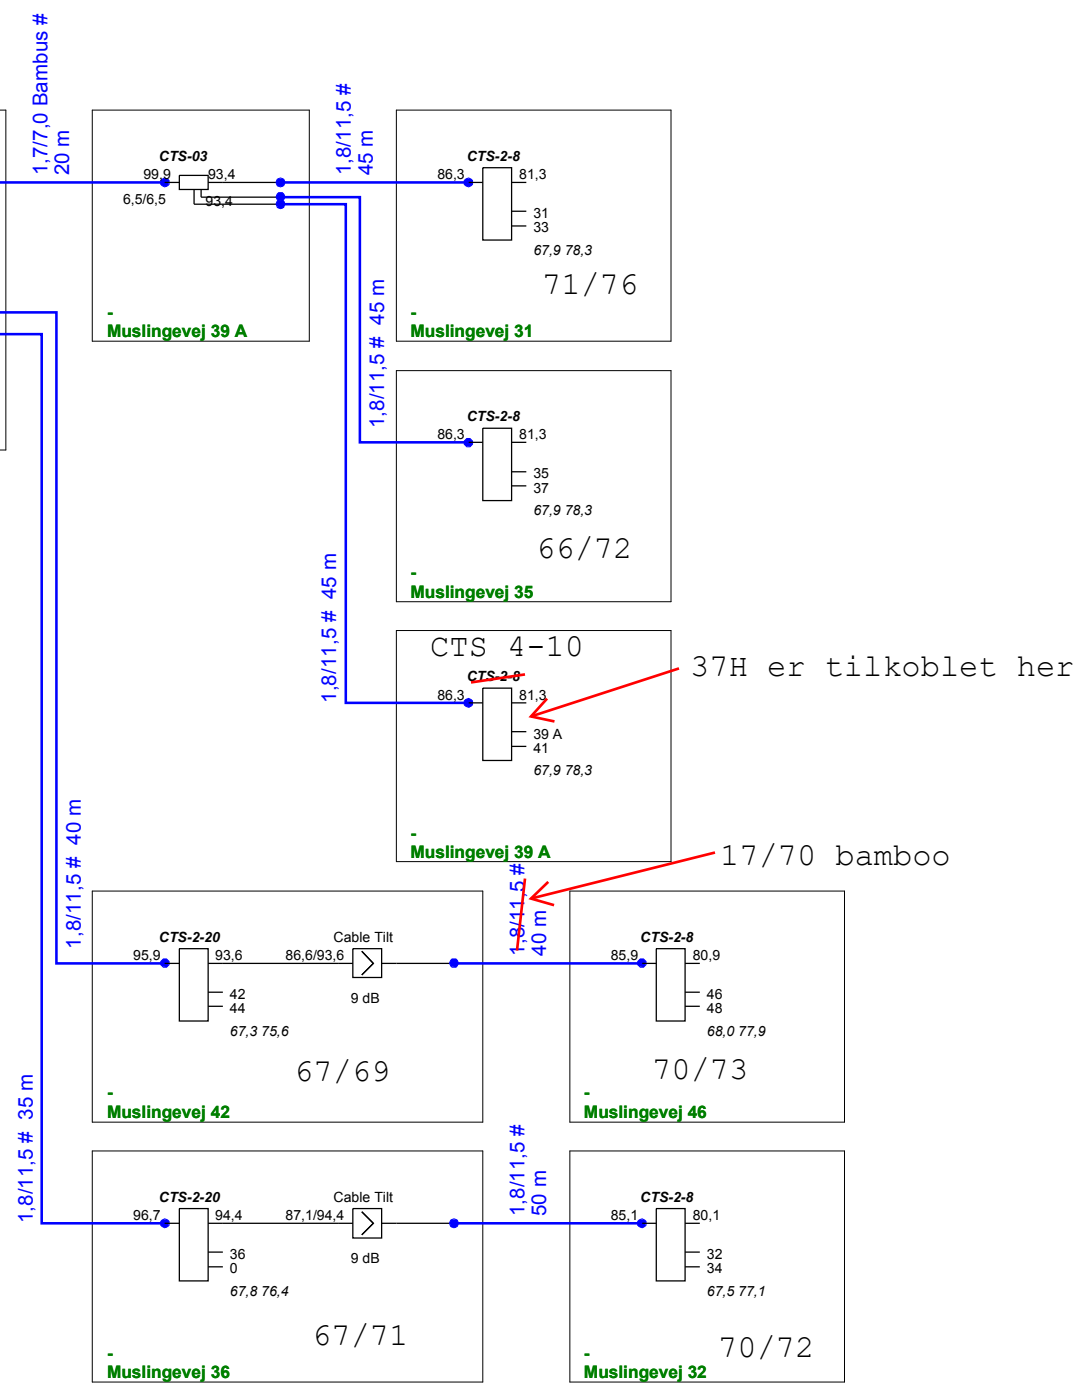 1,7/7,0 Bambus #
20 m
CTS-03
99,9
93,4
6,5/6,5
93,4
-
Muslingevej 39 A
1,8/11,5 #
45 m
CTS-2-8
86,3
81,3
31
33
67,9 78,3
71/76
-
Muslingevej 31
1,8/11,5 # 45 m
CTS-2-8
86,3
81,3
35
37
67,9 78,3
66/72
-
Muslingevej 35
1,8/11,5 # 45 m
CTS 4-10
CTS-2-8
86,3
81,3
39 A
41
67,9 78,3
37H er tilkoblet her
-
Muslingevej 39 A
1,8/11,5 # 40 m
CTS-2-20
95,9
93,6
42
44
67,3 75,6
86,6/93,6
Cable Tilt
9 dB
67/69
-
Muslingevej 42
1,8/11,5 #
40 m
17/70 bamboo
CTS-2-8
85,9
80,9
46
48
68,0 77,9
70/73
-
Muslingevej 46
1,8/11,5 # 35 m
CTS-2-20
96,7
94,4
36
0
67,8 76,4
87,1/94,4
Cable Tilt
9 dB
67/71
-
Muslingevej 36
1,8/11,5 #
50 m
CTS-2-8
85,1
80,1
32
34
67,5 77,1
70/72
-
Muslingevej 32